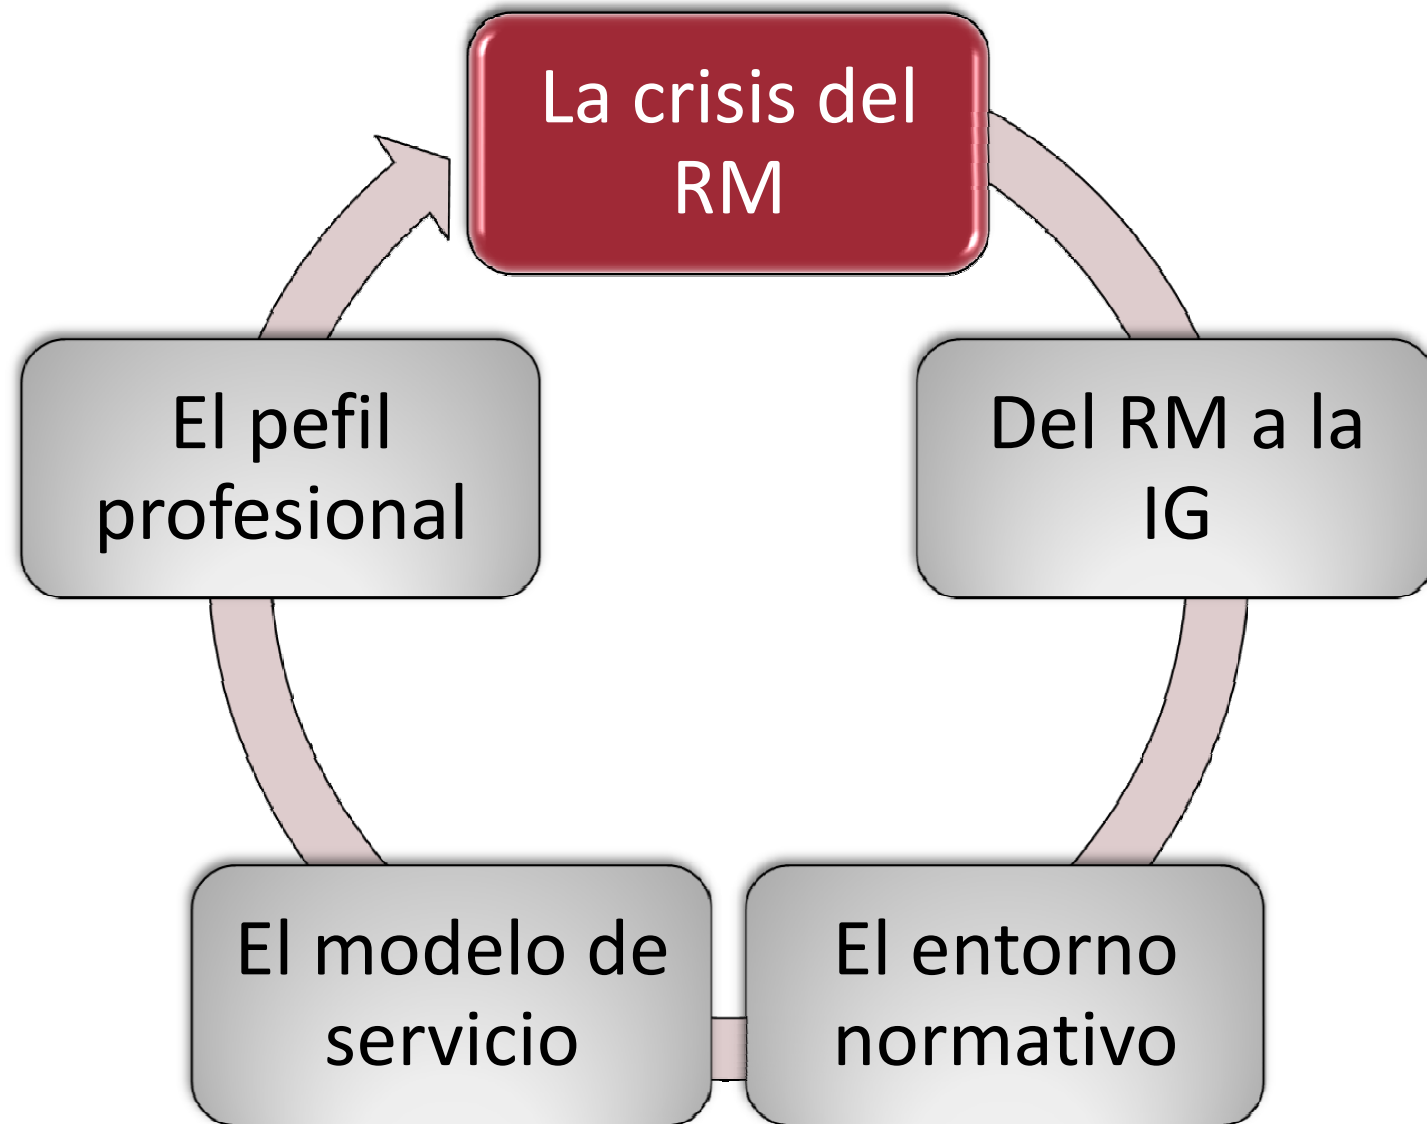 La crisis del
RM
Del RM a la
IG
El entorno
normativo
El modelo de
servicio
El pefil
profesional